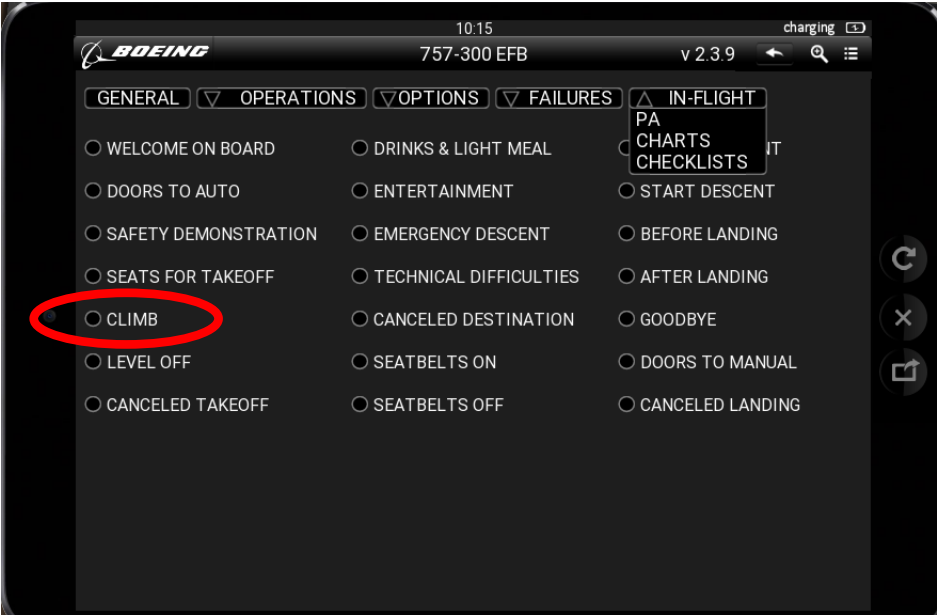 10:15
charging
BOEING
757-300 EFB
v 2.3.9
GENERAL OPERATIONS OPTIONS FAILURES IN-FLIGHT
PA
CHARTS
CHECKLISTS
WELCOME ON BOARD
DRINKS & LIGHT MEAL
NT
DOORS TO AUTO
ENTERTAINMENT
START DESCENT
SAFETY DEMONSTRATION
EMERGENCY DESCENT
BEFORE LANDING
SEATS FOR TAKEOFF
TECHNICAL DIFFICULTIES
AFTER LANDING
CLIMB
CANCELED DESTINATION
GOODBYE
LEVEL OFF
SEATBELTS ON
DOORS TO MANUAL
CANCELED TAKEOFF
SEATBELTS OFF
CANCELED LANDING